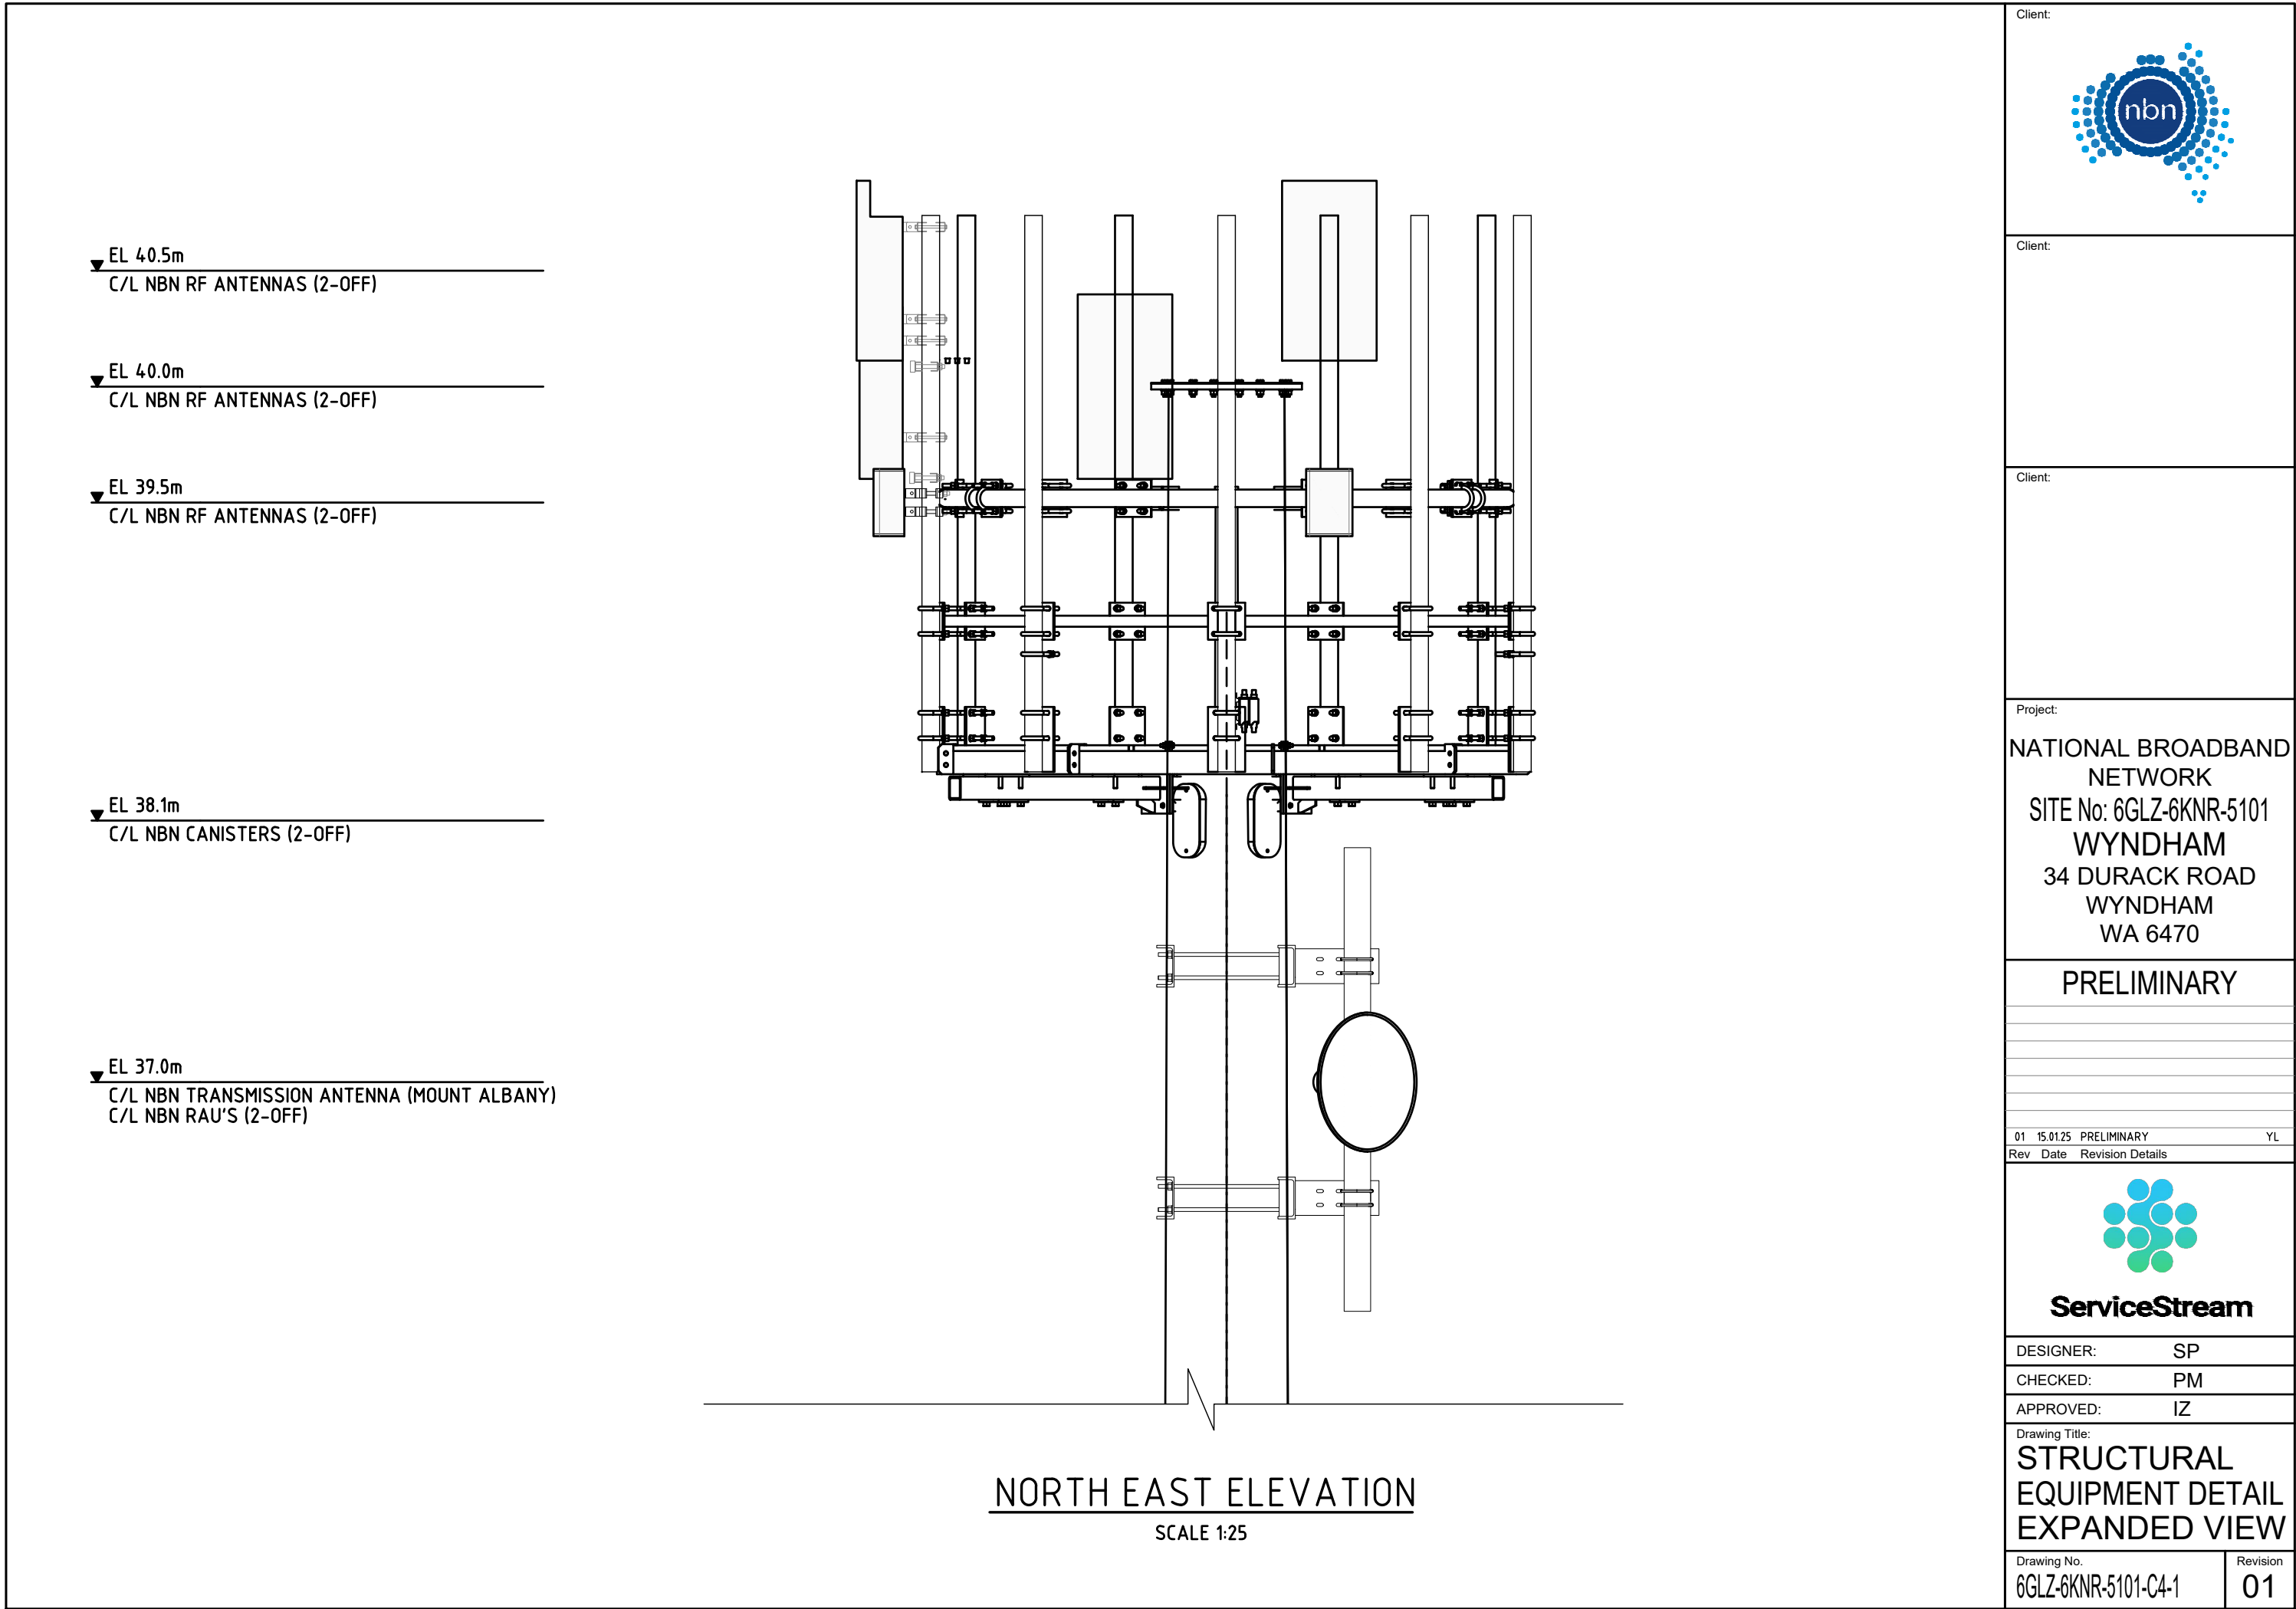 EL 40.5m
C/L NBN RF ANTENNAS (2-OFF)
EL 40.0m
C/L NBN RF ANTENNAS (2-OFF)
EL 39.5m
C/L NBN RF ANTENNAS (2-OFF)
EL 38.1m
C/L NBN CANISTERS (2-OFF)
EL 37.0m
C/L NBN TRANSMISSION ANTENNA (MOUNT ALBANY)
C/L NBN RAU'S (2-OFF)
NORTH EAST ELEVATION
SCALE 1:25
Client:
nbn
Client:
Client:
Project:
NATIONAL BROADBAND
NETWORK
SITE No: 6GLZ-6KNR-5101
WYNDHAM
34 DURACK ROAD
WYNDHAM
WA 6470
PRELIMINARY
01 15.01.25 PRELIMINARY YL
Rev Date Revision Details
ServiceStream
DESIGNER: SP
CHECKED: PM
APPROVED: IZ
Drawing Title:
STRUCTURAL
EQUIPMENT DETAIL
EXPANDED VIEW
Drawing No. Revision
6GLZ-6KNR-5101-C4-1 01